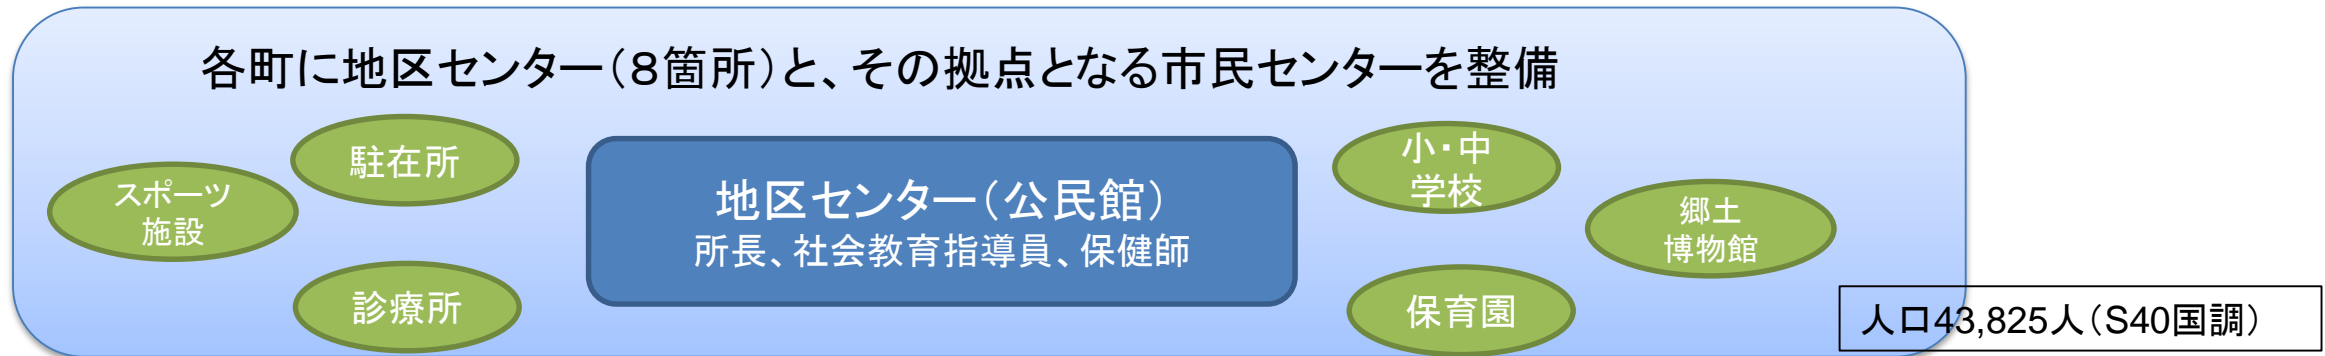 各町に地区センター（８箇所）と、その拠点となる市民センターを整備
駐在所
スポーツ
施設
診療所
地区センター（公民館）
所長、社会教育指導員、保健師
小・中
学校
郷土
博物館
保育園
人口43,825人（S40国調）